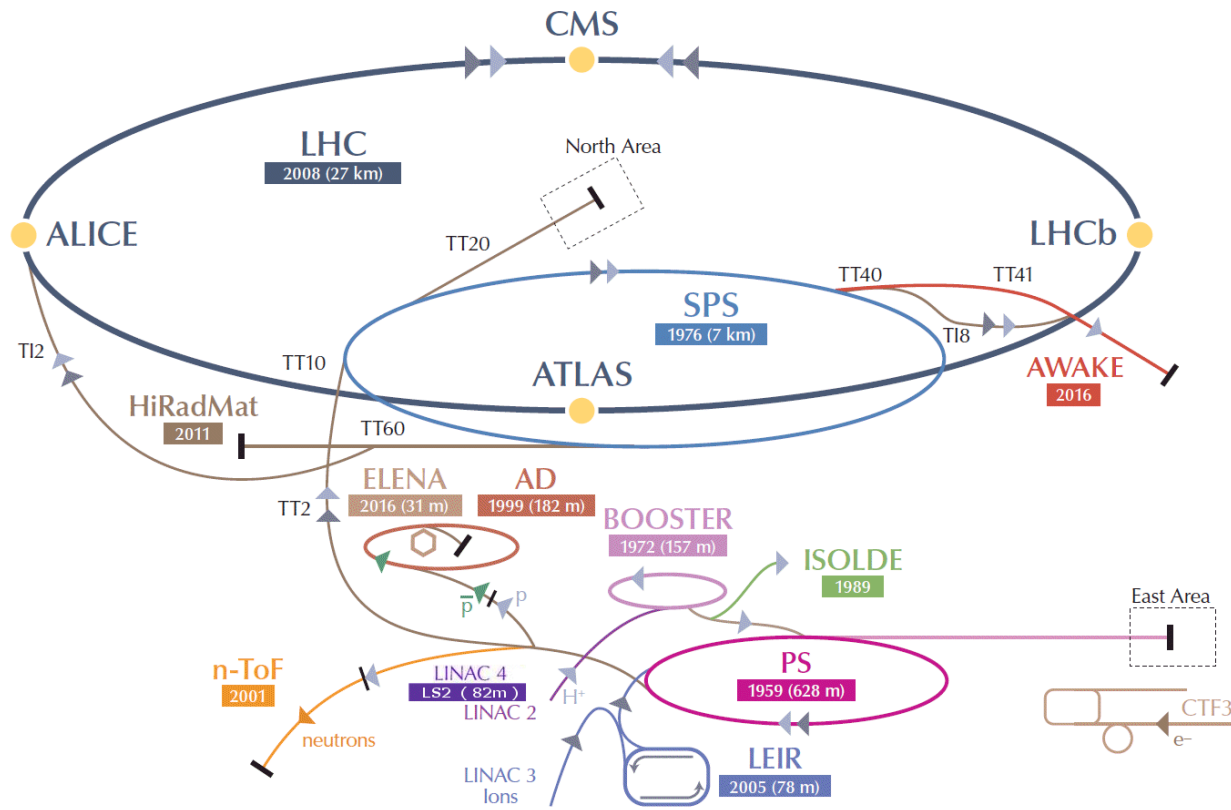 CMS
LHC
2008 (27 km)
North Area
ALICE
LHCb
TT20
TT40
TT41
SPS
1976 (7 km)
TI8
TI2
TT10
ATLAS
AWAKE
2016
HiRadMat
2011
TT60
ELENA
2016 (31 m)
AD
1999 (182 m)
TT2
BOOSTER
1972 (157 m)
ISOLDE
1989
p̅
p
East Area
n-ToF
2001
LINAC 4
LS2 ( 82m )
H⁺
LINAC 2
PS
1959 (628 m)
neutrons
CTF3
e–
LINAC 3
Ions
LEIR
2005 (78 m)